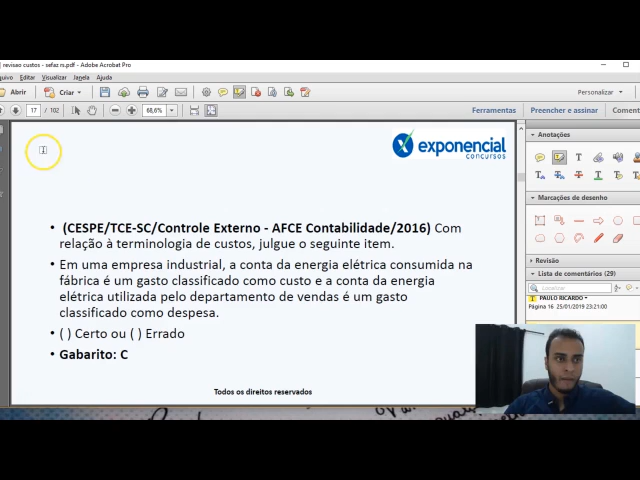 revisao custos - sefaz rs.pdf - Adobe Acrobat Pro
quivo Editar Visualizar Janela Ajuda
Abrir Criar Personalizar
17 / 102 68,6% Ferramentas Preencher e assinar Comentário
exponencial
concursos
• (CESPE/TCE-SC/Controle Externo - AFCE Contabilidade/2016) Com
relação à terminologia de custos, julgue o seguinte item.
• Em uma empresa industrial, a conta da energia elétrica consumida na
fábrica é um gasto classificado como custo e a conta da energia
elétrica utilizada pelo departamento de vendas é um gasto
classificado como despesa.
• ( ) Certo ou ( ) Errado
• Gabarito: C
Todos os direitos reservados
Anotações
Marcações de desenho
Revisão
Lista de comentários (29)
Localizar
PAULO RICARDO
Página 16 25/01/2019 23:21:00